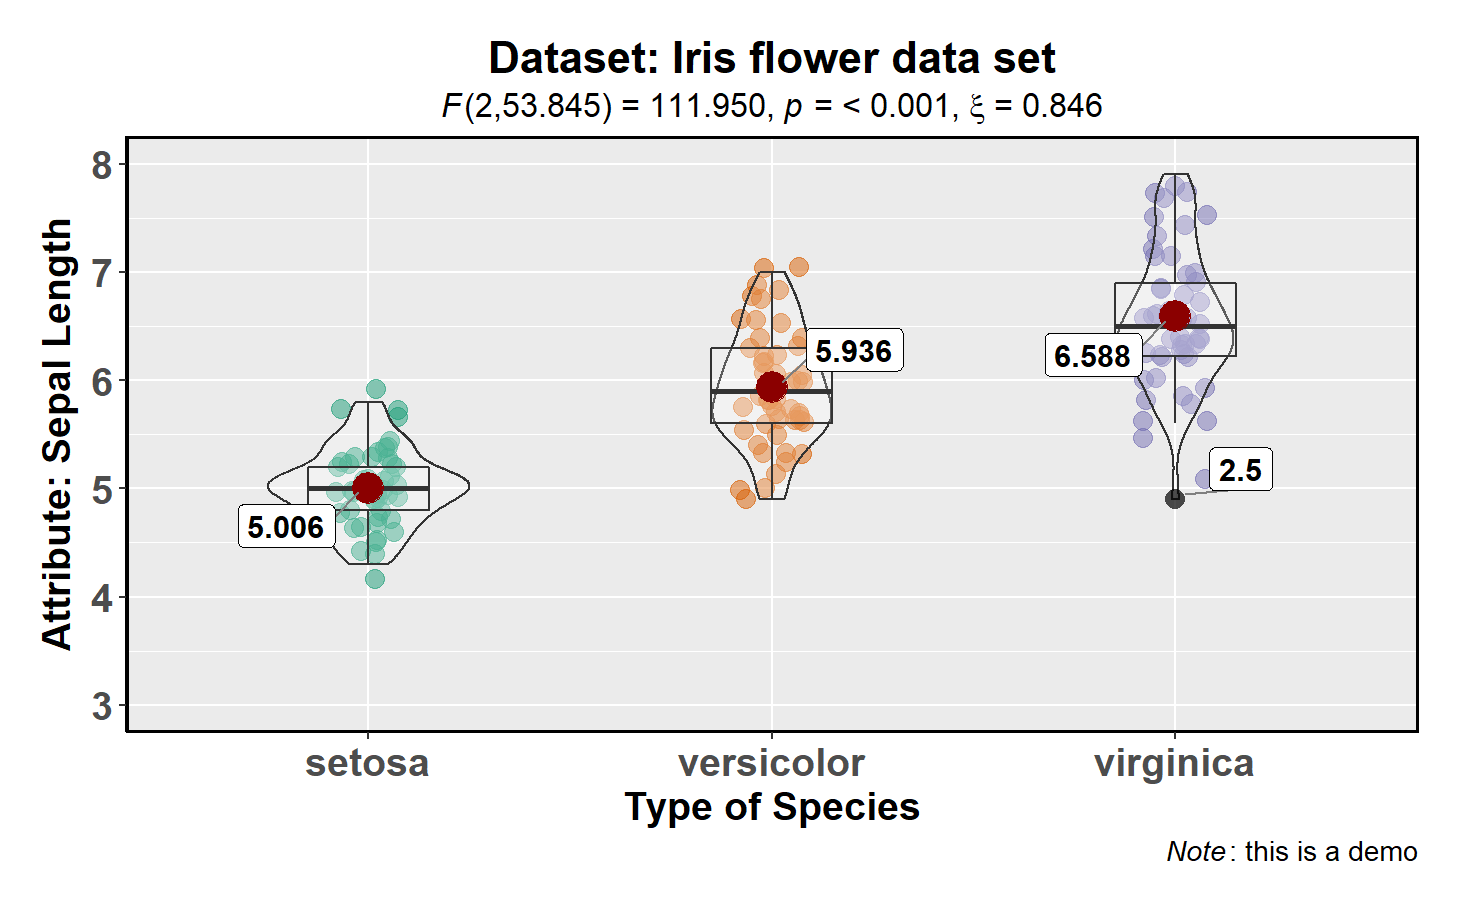 Dataset: Iris flower data set
F(2,53.845) = 111.950, p = < 0.001, ξ = 0.846
Attribute: Sepal Length
8
7
6
5
4
3
5.006
5.936
6.588
2.5
setosa
versicolor
virginica
Type of Species
Note: this is a demo